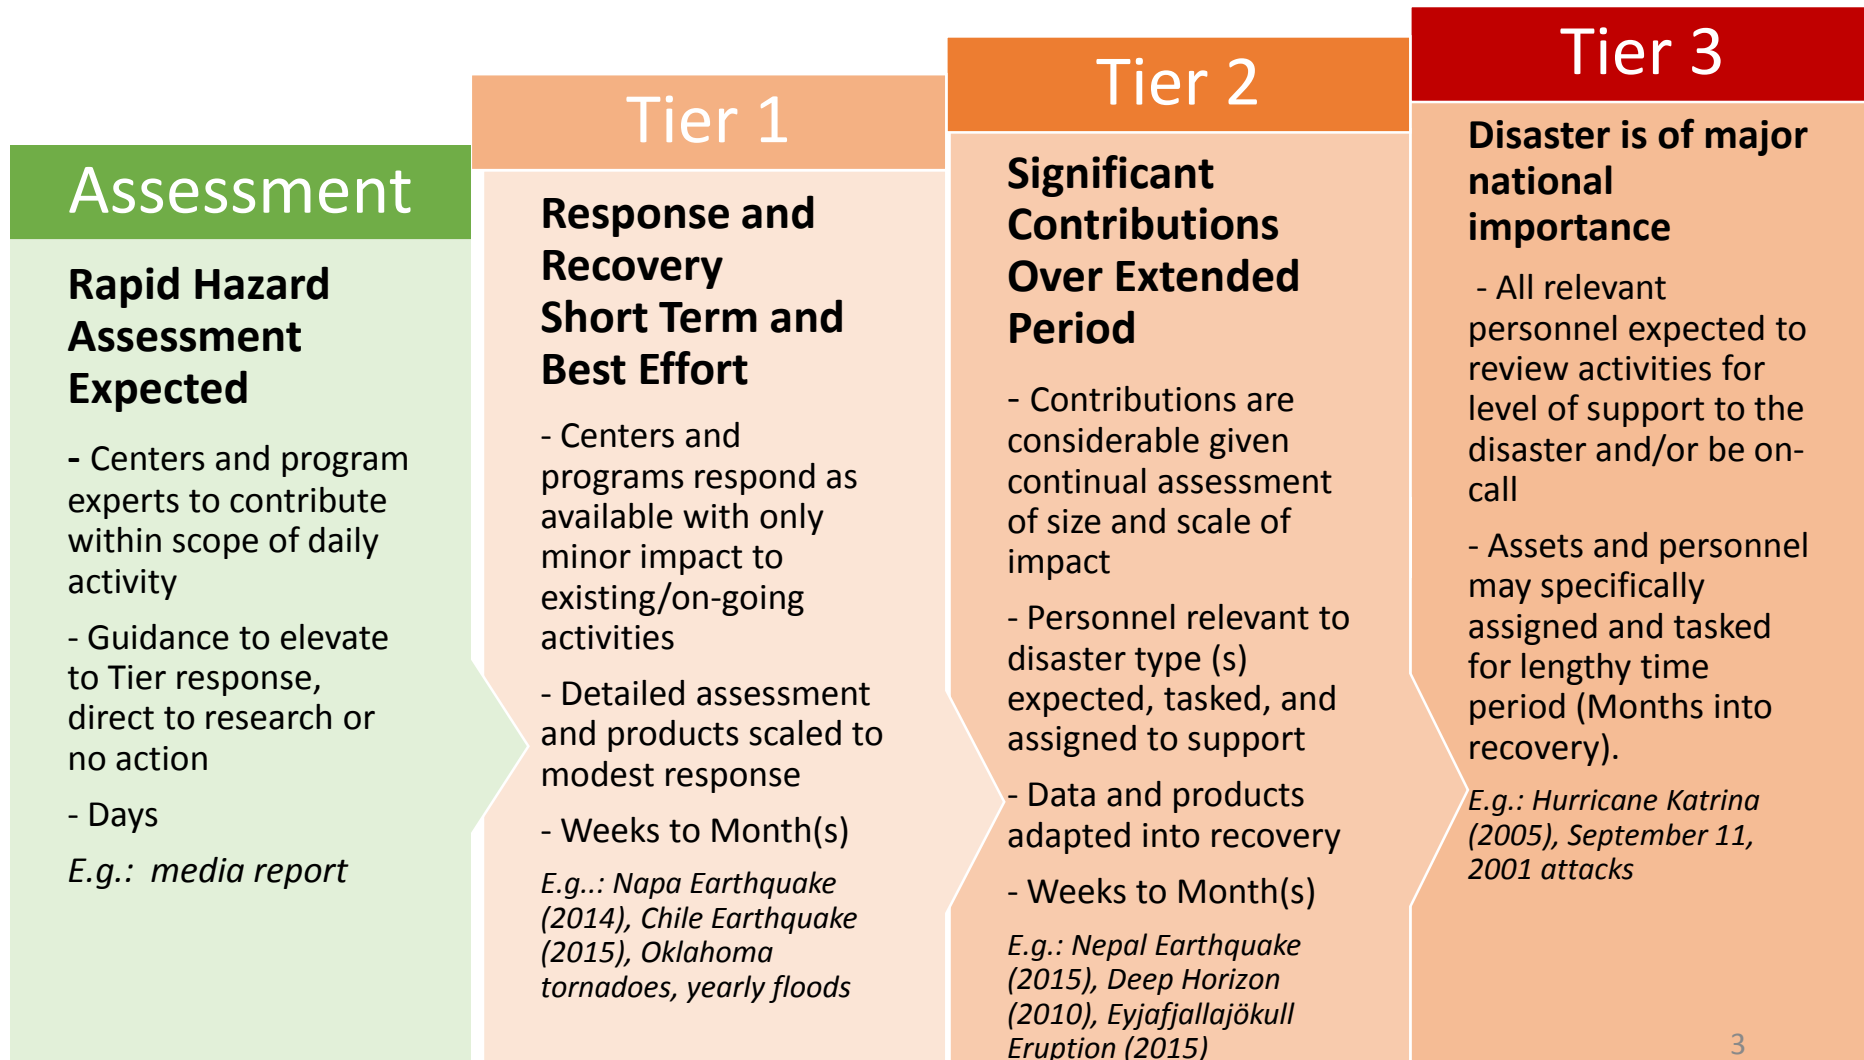 Assessment
Rapid Hazard
Assessment
Expected
- Centers and program
experts to contribute
within scope of daily
activity
- Guidance to elevate
to Tier response,
direct to research or
no action
- Days
E.g.: media report
Tier 1
Response and
Recovery
Short Term and
Best Effort
- Centers and
programs respond as
available with only
minor impact to
existing/on-going
activities
- Detailed assessment
and products scaled to
modest response
- Weeks to Month(s)
E.g..: Napa Earthquake
(2014), Chile Earthquake
(2015), Oklahoma
tornadoes, yearly floods
Tier 2
Significant
Contributions
Over Extended
Period
- Contributions are
considerable given
continual assessment
of size and scale of
impact
- Personnel relevant to
disaster type (s)
expected, tasked, and
assigned to support
- Data and products
adapted into recovery
- Weeks to Month(s)
E.g.: Nepal Earthquake
(2015), Deep Horizon
(2010), Eyjafjallajökull
Eruption (2015)
Tier 3
Disaster is of major
national
importance
- All relevant
personnel expected to
review activities for
level of support to the
disaster and/or be on-
call
- Assets and personnel
may specifically
assigned and tasked
for lengthy time
period (Months into
recovery).
E.g.: Hurricane Katrina
(2005), September 11,
2001 attacks
3